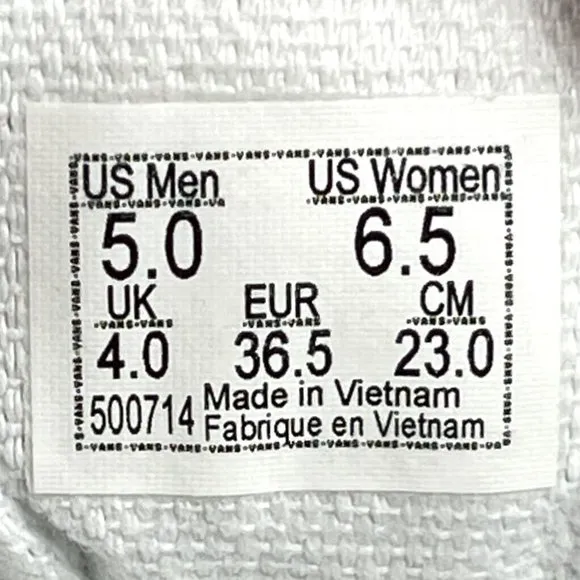 US Men US Women
5.0 6.5
UK EUR CM
4.0 36.5 23.0
500714 Made in Vietnam
Fabrique en Vietnam